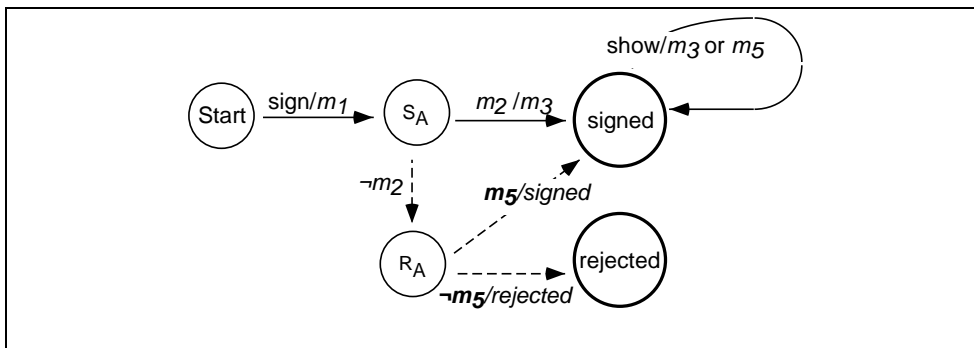 show/m3 or m5
sign/m1
m2 /m3
Start
SA
signed
¬m2
m5/signed
RA
rejected
¬m5/rejected